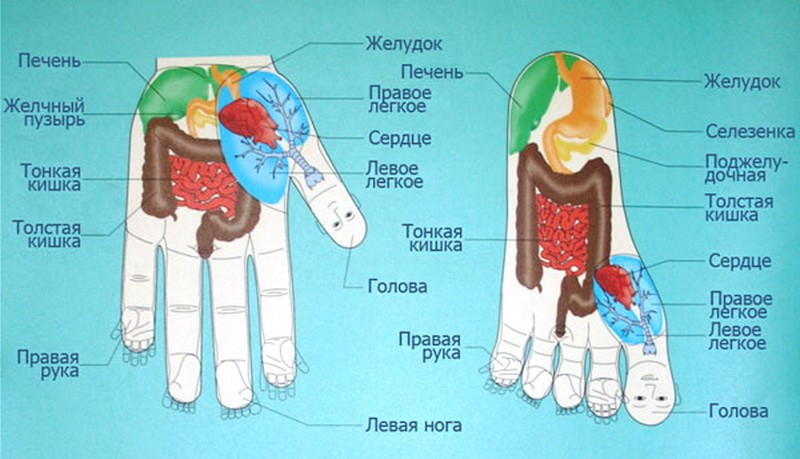 Печень
Желчный
пузырь
Тонкая
кишка
Толстая
кишка
Правая
рука
Желудок
Правое
легкое
Сердце
Левое
легкое
Голова
Левая нога
Печень
Тонкая
кишка
Правая
рука
Желудок
Селезенка
Поджелу-
дочная
Толстая
кишка
Сердце
Правое
легкое
Левое
легкое
Голова